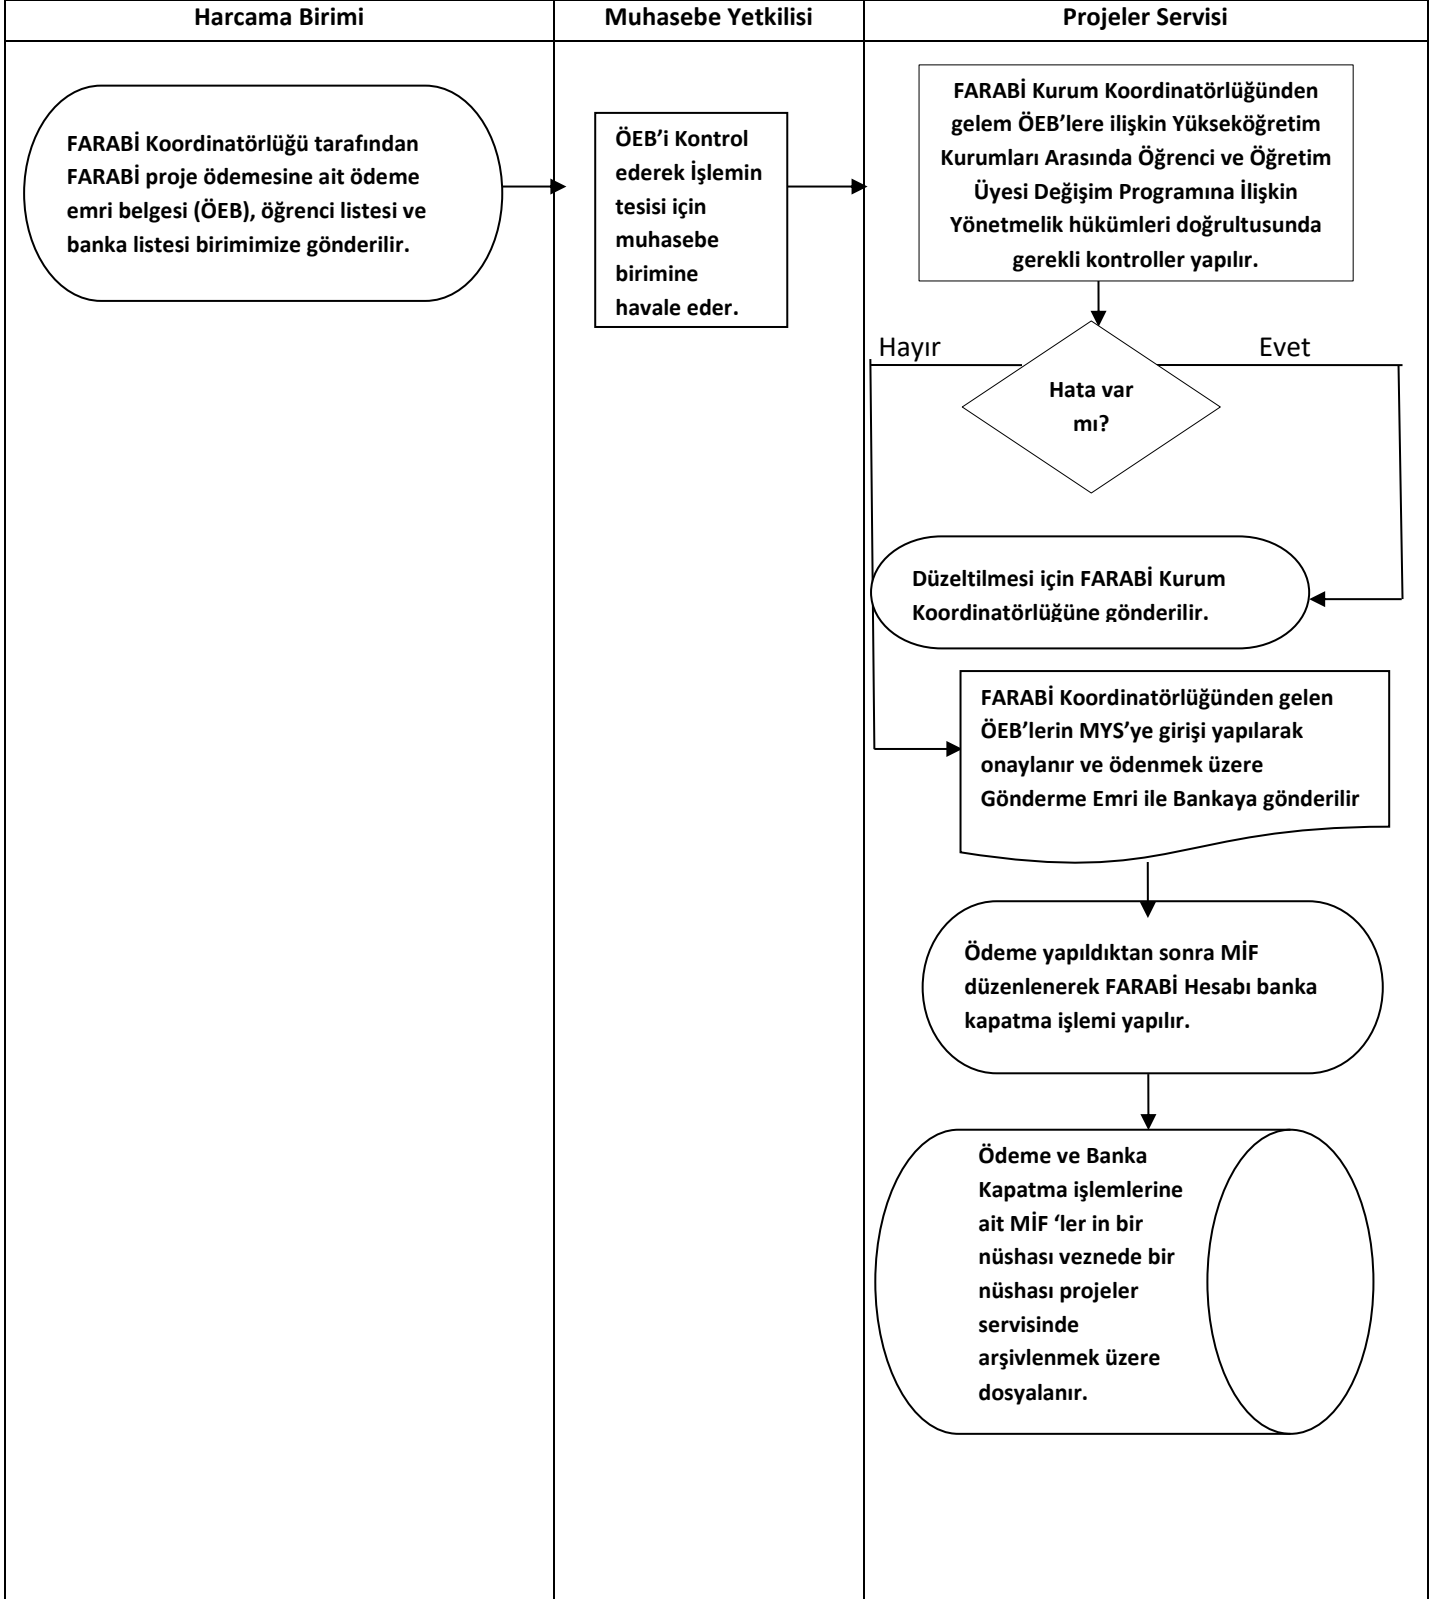 Harcama Birimi
Muhasebe Yetkilisi
Projeler Servisi
FARABİ Koordinatörlüğü tarafından
FARABİ proje ödemesine ait ödeme
emri belgesi (ÖEB), öğrenci listesi ve
banka listesi birimimize gönderilir.
ÖEB’i Kontrol
ederek İşlemin
tesisi için
muhasebe
birimine
havale eder.
FARABİ Kurum Koordinatörlüğünden
gelem ÖEB’lere ilişkin Yükseköğretim
Kurumları Arasında Öğrenci ve Öğretim
Üyesi Değişim Programına İlişkin
Yönetmelik hükümleri doğrultusunda
gerekli kontroller yapılır.
Hayır
Evet
Hata var
mı?
Düzeltilmesi için FARABİ Kurum
Koordinatörlüğüne gönderilir.
FARABİ Koordinatörlüğünden gelen
ÖEB’lerin MYS’ye girişi yapılarak
onaylanır ve ödenmek üzere
Gönderme Emri ile Bankaya gönderilir
Ödeme yapıldıktan sonra MİF
düzenlenerek FARABİ Hesabı banka
kapatma işlemi yapılır.
Ödeme ve Banka
Kapatma işlemlerine
ait MİF ‘ler in bir
nüshası veznede bir
nüshası projeler
servisinde
arşivlenmek üzere
dosyalanır.